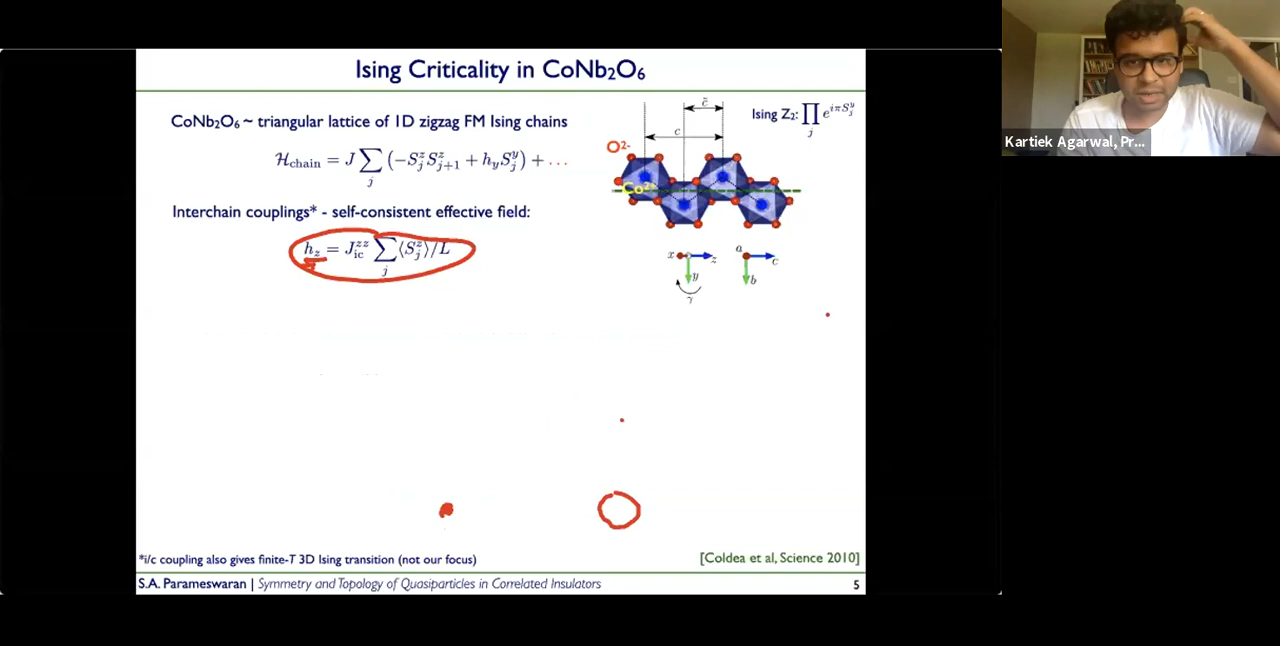 Ising Criticality in CoNb₂O₆
CoNb₂O₆ ~ triangular lattice of 1D zigzag FM Ising chains
H_chain = J ∑_j (−S^z_j S^z_{j+1} + h_y S^y_j) + …
Interchain couplings* - self-consistent effective field:
h_z = J^{zz}_{ic} ∑_j ⟨S^z_j⟩/L
c̃
c
O²⁻
Co²⁺
x z y γ
a c b
Ising Z₂: ∏_j e^{iπS^y_j}
Kartiek Agarwal, Pr...
*i/c coupling also gives finite-T 3D Ising transition (not our focus)
[Coldea et al, Science 2010]
S.A. Parameswaran | Symmetry and Topology of Quasiparticles in Correlated Insulators
5